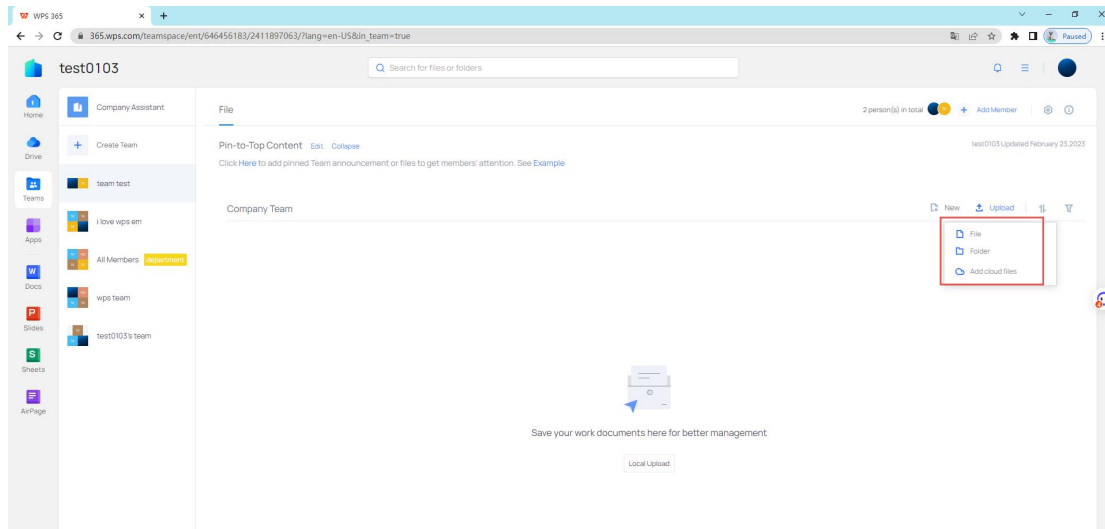 WPS 365
365.wps.com/teamspace/ent/646456183/2411897063/?lang=en-US&in_team=true
Paused
test0103
Search for files or folders
Home
Drive
Teams
Apps
W
Docs
P
Slides
S
Sheets
AirPage
Company Assistant
Create Team
team test
i love wps em
All Members department
wps team
test0103's team
File
2 person(s) in total
Add Member
Pin-to-Top Content Edit Collapse
test0103 Updated February 23,2023
Click Here to add pinned Team announcement or files to get members' attention. See Example
Company Team
New Upload
File
Folder
Add cloud files
Save your work documents here for better management
Local Upload